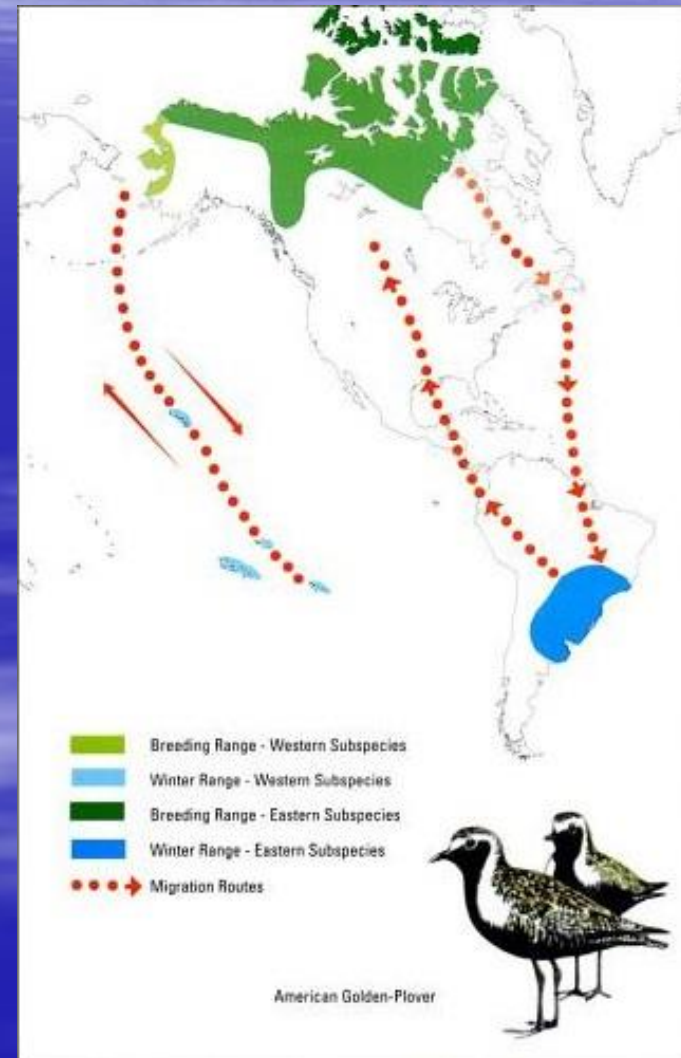 Breeding Range - Western Subspecies
Winter Range - Western Subspecies
Breeding Range - Eastern Subspecies
Winter Range - Eastern Subspecies
Migration Routes
American Golden-Plover